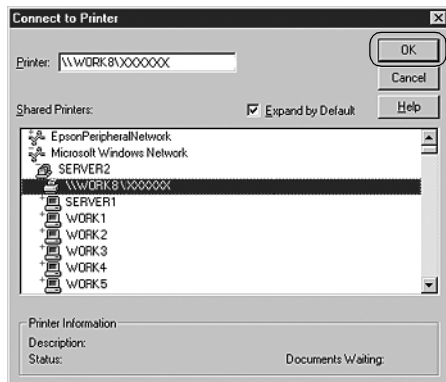 Connect to Printer
Printer: \\WORK8\XXXXXX
OK
Cancel
Help
Shared Printers:
Expand by Default
EpsonPeripheralNetwork
Microsoft Windows Network
SERVER2
\\WORK8\XXXXXX
SERVER1
WORK1
WORK2
WORK3
WORK4
WORK5
Printer Information
Description:
Status:
Documents Waiting: